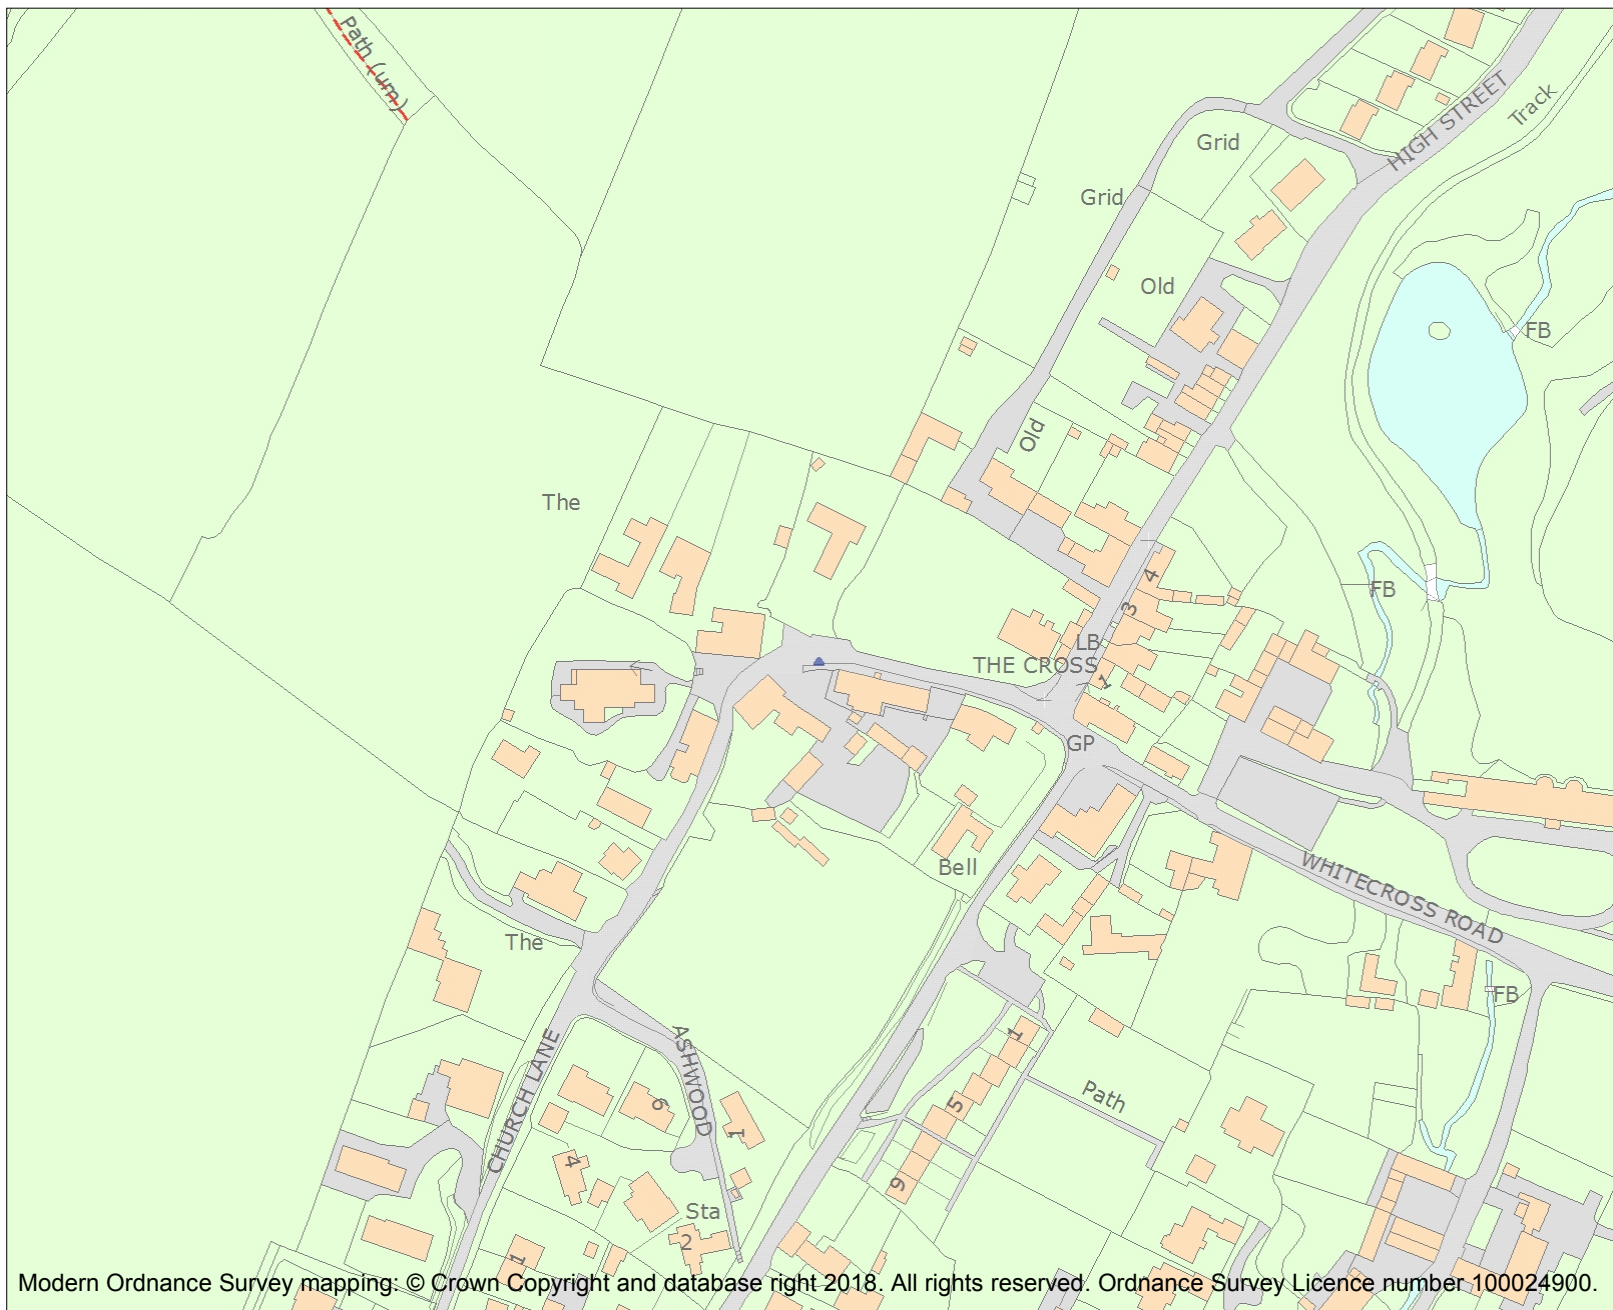 Path (um)
HIGH STREET
Track
Grid
Grid
Old
FB
Old
The
4
FB
3
LB
THE CROSS
1
GP
Bell
WHITECROSS ROAD
The
FB
ASHWOOD
1
CHURCH LANE
Path
6
5
1
4
9
Sta
2
1
Modern Ordnance Survey mapping: © Crown Copyright and database right 2018. All rights reserved. Ordnance Survey Licence number 100024900.